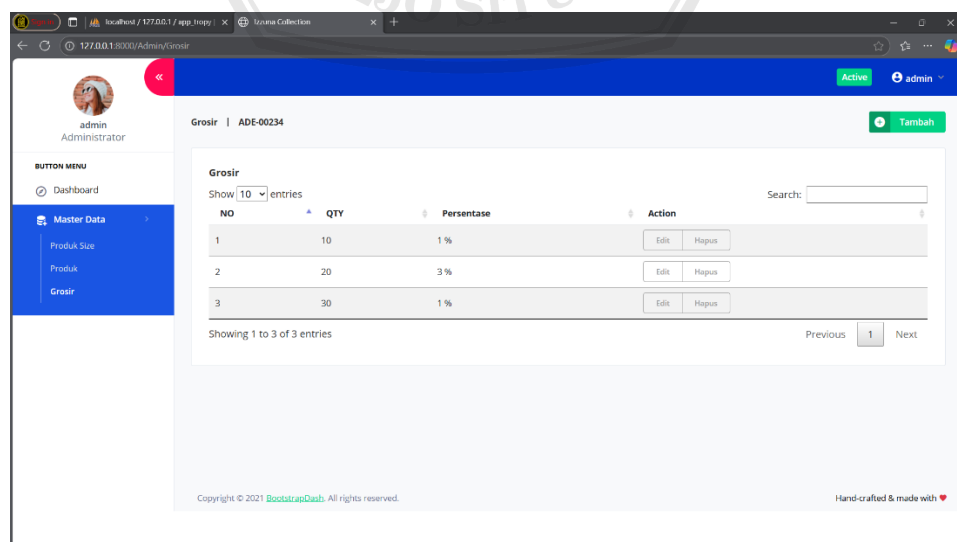 localhost / 127.0.0.1 / app_tropy |
Izzuna Collection
127.0.0.1:8000/Admin/Grosir
Active
admin
admin
Administrator
Grosir | ADE-00234
Tambah
BUTTON MENU
Dashboard
Master Data
Produk Size
Produk
Grosir
Grosir
Show 10 entries
Search:
NO QTY Persentase Action
1 10 1 % Edit Hapus
2 20 3 % Edit Hapus
3 30 1 % Edit Hapus
Showing 1 to 3 of 3 entries
Previous 1 Next
Copyright © 2021 BootstrapDash. All rights reserved.
Hand-crafted & made with